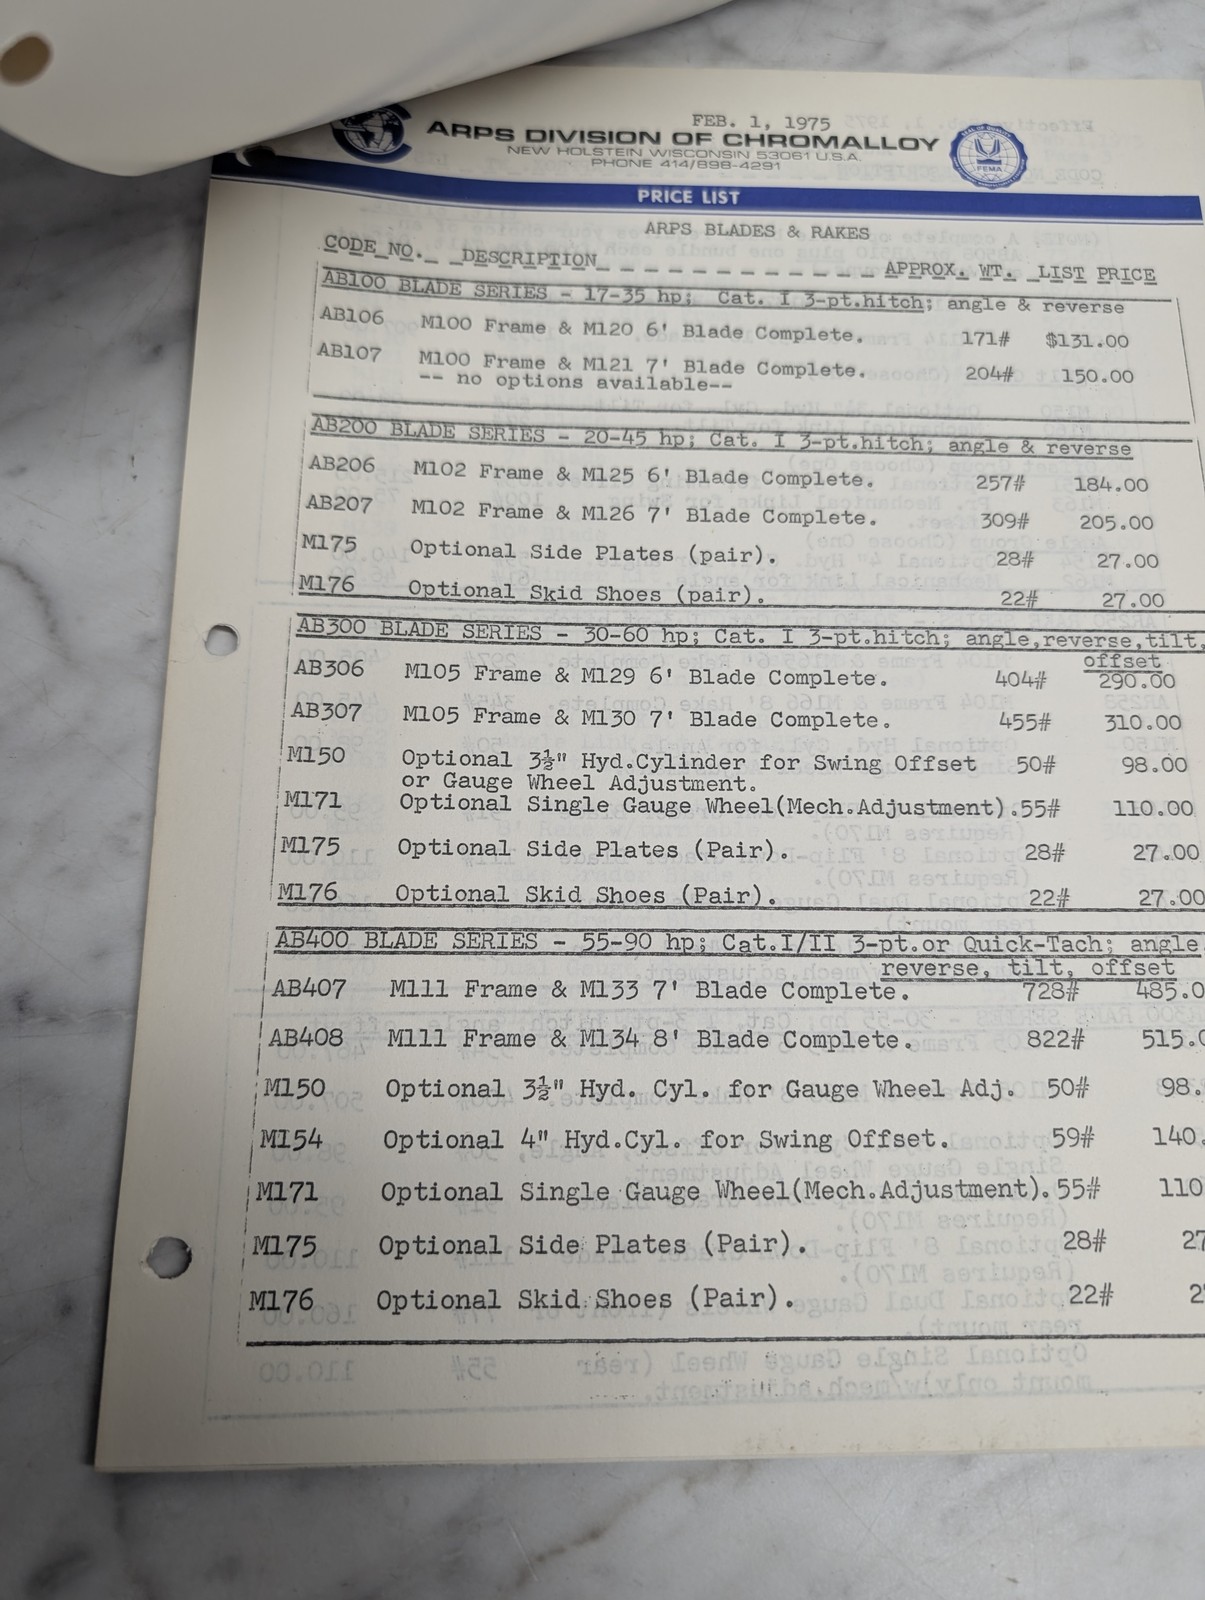 FEB. 1, 1975
ARPS DIVISION OF CHROMALLOY
NEW HOLSTEIN WISCONSIN 53061 U.S.A.
PHONE 414/898-4291
FEMA
PRICE LIST
ARPS BLADES & RAKES
CODE NO. DESCRIPTION APPROX. WT. LIST PRICE
AB100 BLADE SERIES - 17-35 hp; Cat. I 3-pt.hitch; angle & reverse
AB106 M100 Frame & M120 6' Blade Complete. 171# $131.00
AB107 M100 Frame & M121 7' Blade Complete. 204# 150.00
-- no options available--
AB200 BLADE SERIES - 20-45 hp; Cat. I 3-pt.hitch; angle & reverse
AB206 M102 Frame & M125 6' Blade Complete. 257# 184.00
AB207 M102 Frame & M126 7' Blade Complete. 309# 205.00
M175 Optional Side Plates (pair). 28# 27.00
M176 Optional Skid Shoes (pair). 22# 27.00
AB300 BLADE SERIES - 30-60 hp; Cat. I 3-pt.hitch; angle,reverse,tilt,
offset
AB306 M105 Frame & M129 6' Blade Complete. 404# 290.00
AB307 M105 Frame & M130 7' Blade Complete. 455# 310.00
M150 Optional 3½" Hyd.Cylinder for Swing Offset 50# 98.00
or Gauge Wheel Adjustment.
M171 Optional Single Gauge Wheel(Mech.Adjustment).55# 110.00
M175 Optional Side Plates (Pair). 28# 27.00
M176 Optional Skid Shoes (Pair). 22# 27.00
AB400 BLADE SERIES - 55-90 hp; Cat.I/II 3-pt.or Quick-Tach; angle
reverse, tilt, offset
AB407 M111 Frame & M133 7' Blade Complete. 728# 485.0
AB408 M111 Frame & M134 8' Blade Complete. 822# 515.
M150 Optional 3½" Hyd. Cyl. for Gauge Wheel Adj. 50# 98.
M154 Optional 4" Hyd.Cyl. for Swing Offset. 59# 140.
M171 Optional Single Gauge Wheel(Mech.Adjustment). 55# 110
M175 Optional Side Plates (Pair). 28# 27
M176 Optional Skid Shoes (Pair). 22# 2